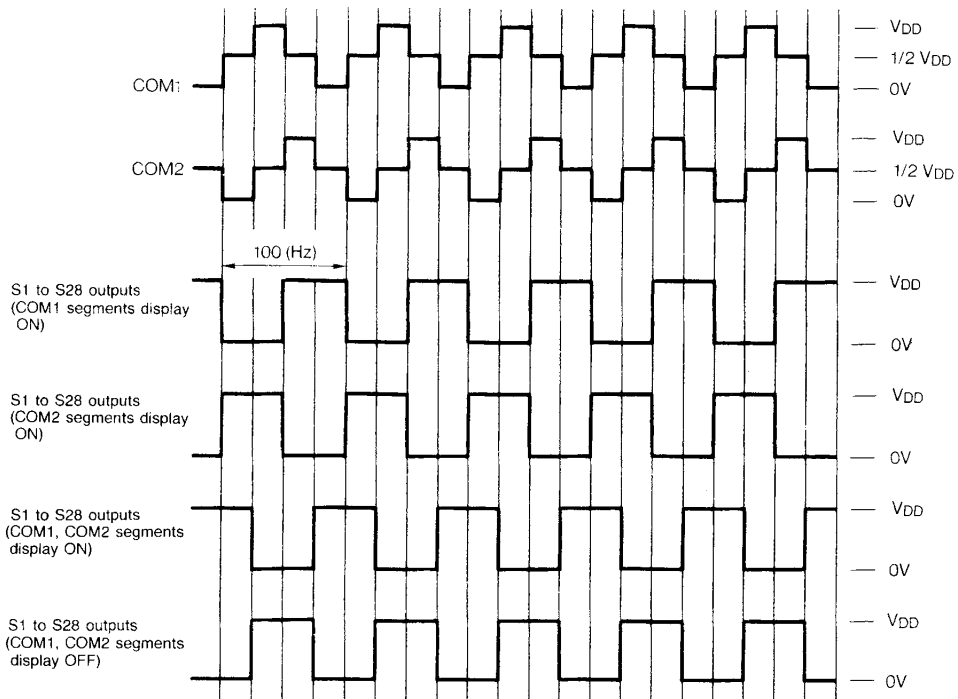 VDD
1/2 VDD
COM1
0V
VDD
COM2
1/2 VDD
0V
100 (Hz)
S1 to S28 outputs
(COM1 segments display
ON)
VDD
0V
S1 to S28 outputs
(COM2 segments display
ON)
VDD
0V
S1 to S28 outputs
(COM1, COM2 segments
display ON)
VDD
0V
S1 to S28 outputs
(COM1, COM2 segments
display OFF)
VDD
0V